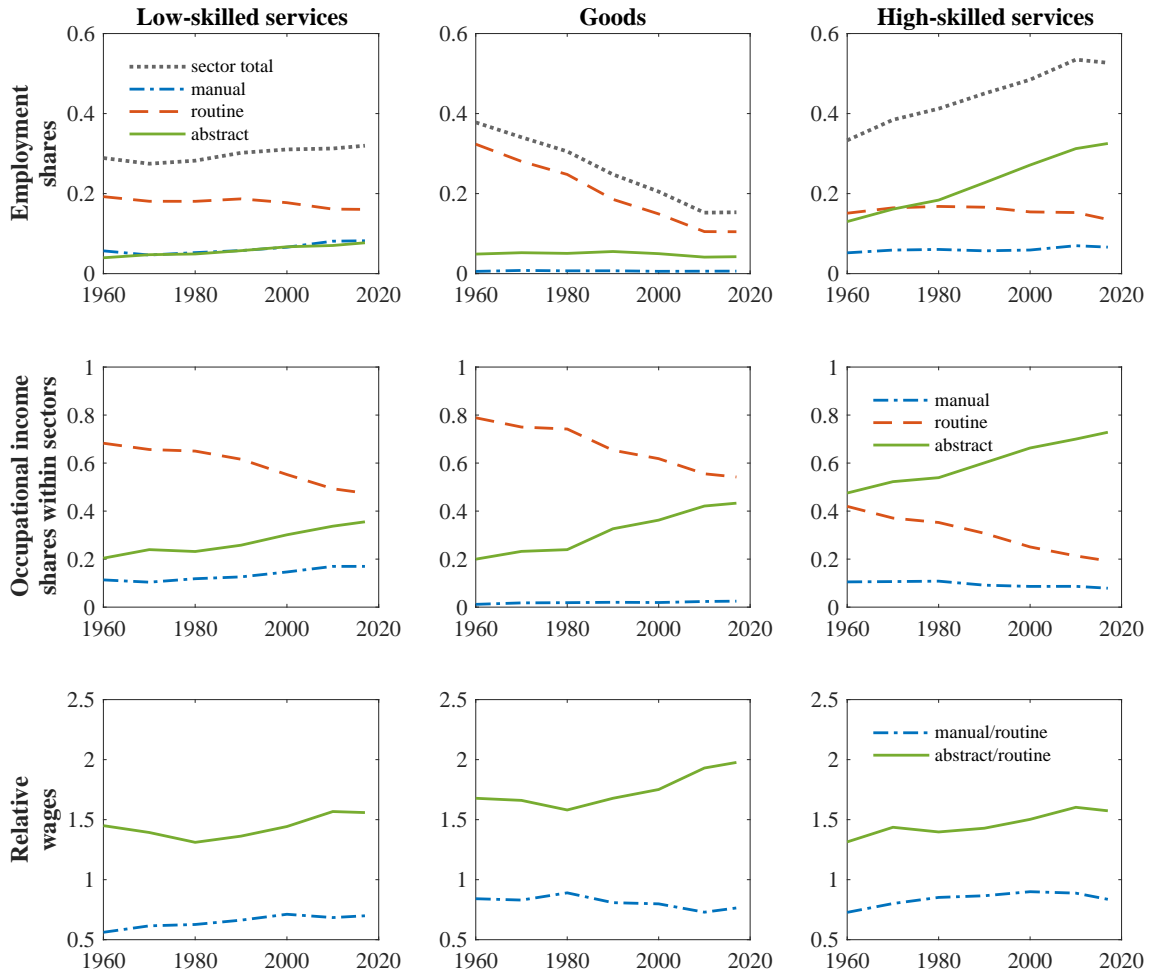 Low-skilled services
Goods
High-skilled services
Employment
shares
0.6
0.4
0.2
0
sector total
manual
routine
abstract
1960 1980 2000 2020
0.6
0.4
0.2
0
1960 1980 2000 2020
0.6
0.4
0.2
0
1960 1980 2000 2020
Occupational income
shares within sectors
1
0.8
0.6
0.4
0.2
0
1960 1980 2000 2020
1
0.8
0.6
0.4
0.2
0
1960 1980 2000 2020
1
0.8
0.6
0.4
0.2
0
manual
routine
abstract
1960 1980 2000 2020
Relative
wages
2.5
2
1.5
1
0.5
1960 1980 2000 2020
2.5
2
1.5
1
0.5
1960 1980 2000 2020
2.5
2
1.5
1
0.5
manual/routine
abstract/routine
1960 1980 2000 2020